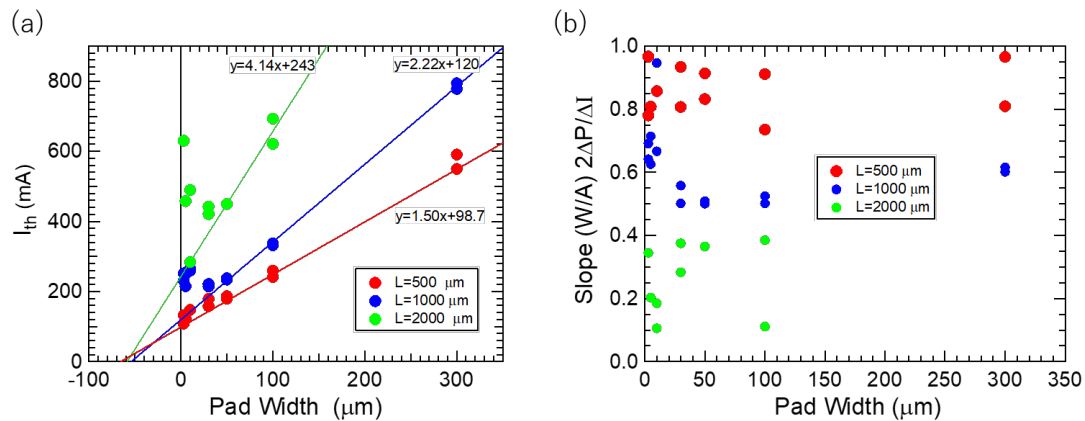 (a)
800
600
400
200
0
I_th (mA)
-100 0 100 200 300
Pad Width (μm)
y=4.14x+243
y=2.22x+120
y=1.50x+98.7
L=500 μm
L=1000 μm
L=2000 μm
(b)
1.0
0.8
0.6
0.4
0.2
0.0
Slope (W/A) 2ΔP/ΔI
0 50 100 150 200 250 300 350
Pad Width (μm)
L=500 μm
L=1000 μm
L=2000 μm